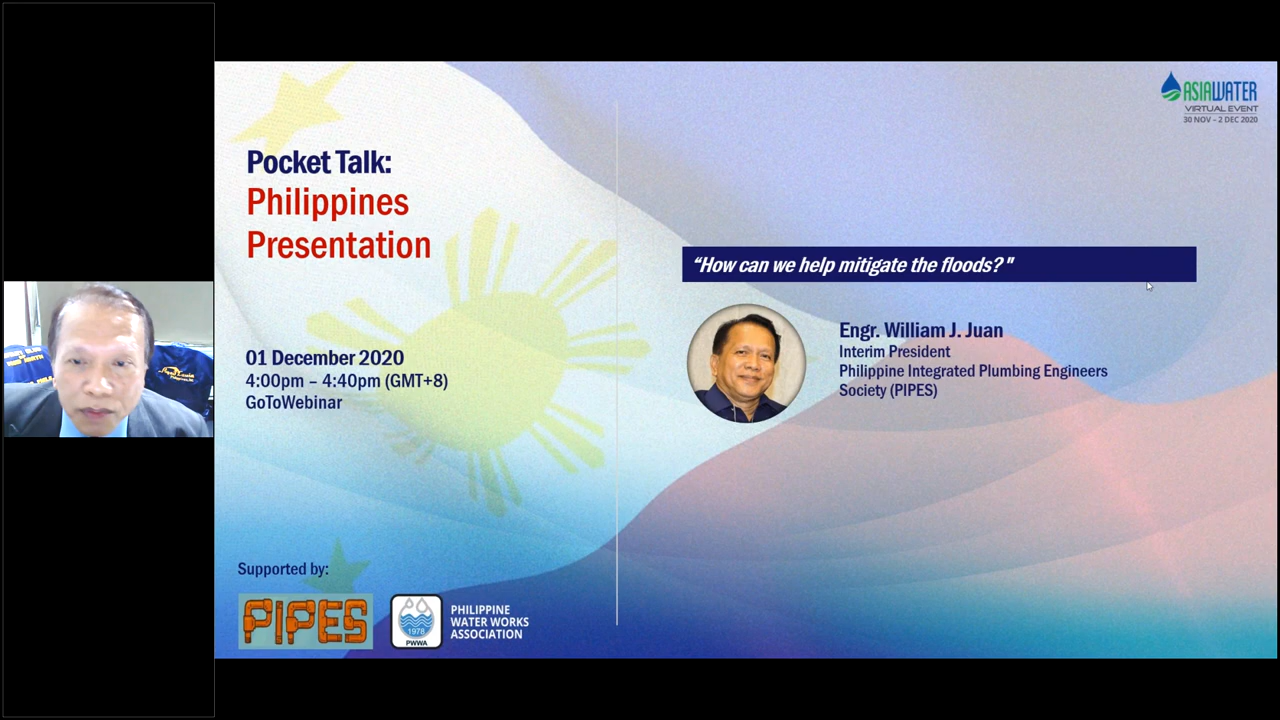 ASIAWATER
VIRTUAL EVENT
30 NOV – 2 DEC 2020
Pocket Talk:
Philippines
Presentation
01 December 2020
4:00pm – 4:40pm (GMT+8)
GoToWebinar
“How can we help mitigate the floods?"
Engr. William J. Juan
Interim President
Philippine Integrated Plumbing Engineers
Society (PIPES)
Supported by:
PIPES
1978
PWWA
PHILIPPINE
WATER WORKS
ASSOCIATION